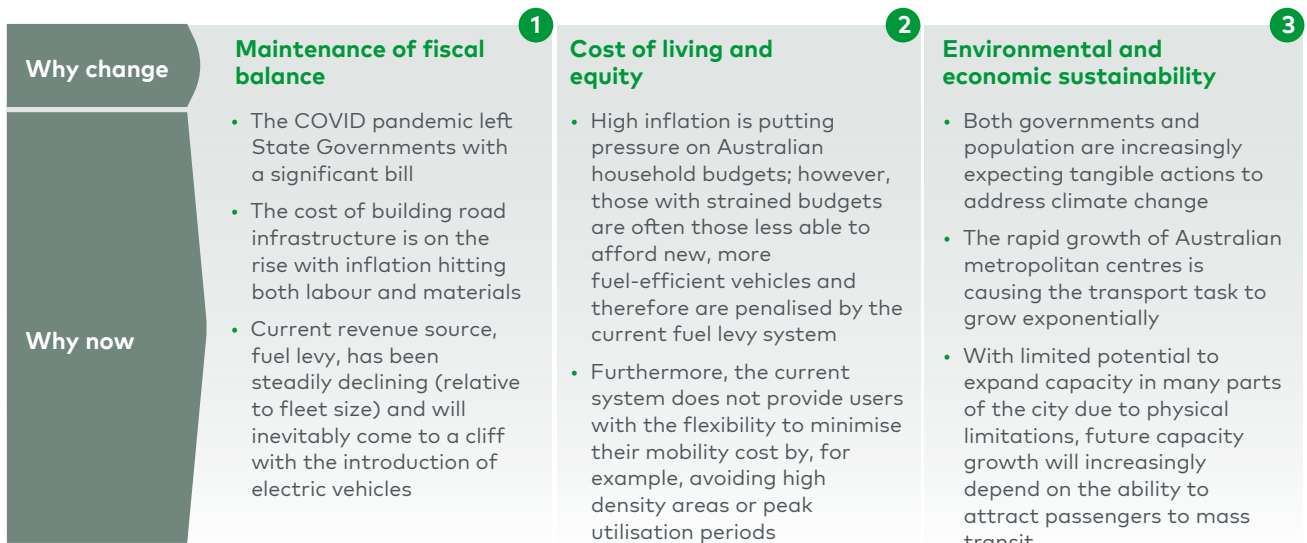 Why change
1
Maintenance of fiscal
balance
2
Cost of living and
equity
3
Environmental and
economic sustainability
Why now
• The COVID pandemic left
State Governments with
a significant bill
• The cost of building road
infrastructure is on the
rise with inflation hitting
both labour and materials
• Current revenue source,
fuel levy, has been
steadily declining (relative
to fleet size) and will
inevitably come to a cliff
with the introduction of
electric vehicles
• High inflation is putting
pressure on Australian
household budgets; however,
those with strained budgets
are often those less able to
afford new, more
fuel-efficient vehicles and
therefore are penalised by the
current fuel levy system
• Furthermore, the current
system does not provide users
with the flexibility to minimise
their mobility cost by, for
example, avoiding high
density areas or peak
utilisation periods
• Both governments and
population are increasingly
expecting tangible actions to
address climate change
• The rapid growth of Australian
metropolitan centres is
causing the transport task to
grow exponentially
• With limited potential to
expand capacity in many parts
of the city due to physical
limitations, future capacity
growth will increasingly
depend on the ability to
attract passengers to mass
transit